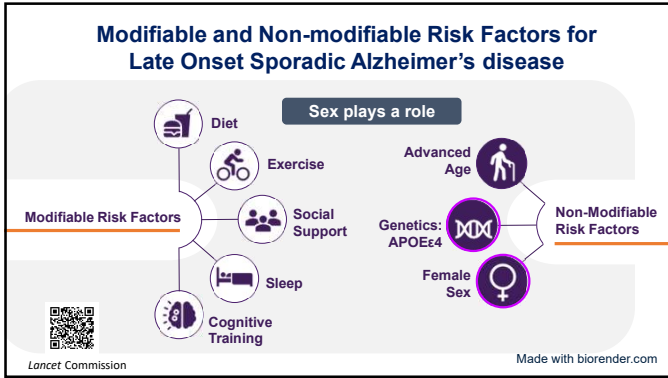 Modifiable and Non-modifiable Risk Factors for
Late Onset Sporadic Alzheimer's disease
Sex plays a role
Diet
Exercise
Social
Support
Sleep
Cognitive
Training
Modifiable Risk Factors
Advanced
Age
Genetics:
APOEε4
Female
Sex
Non-Modifiable
Risk Factors
Lancet Commission
Made with biorender.com